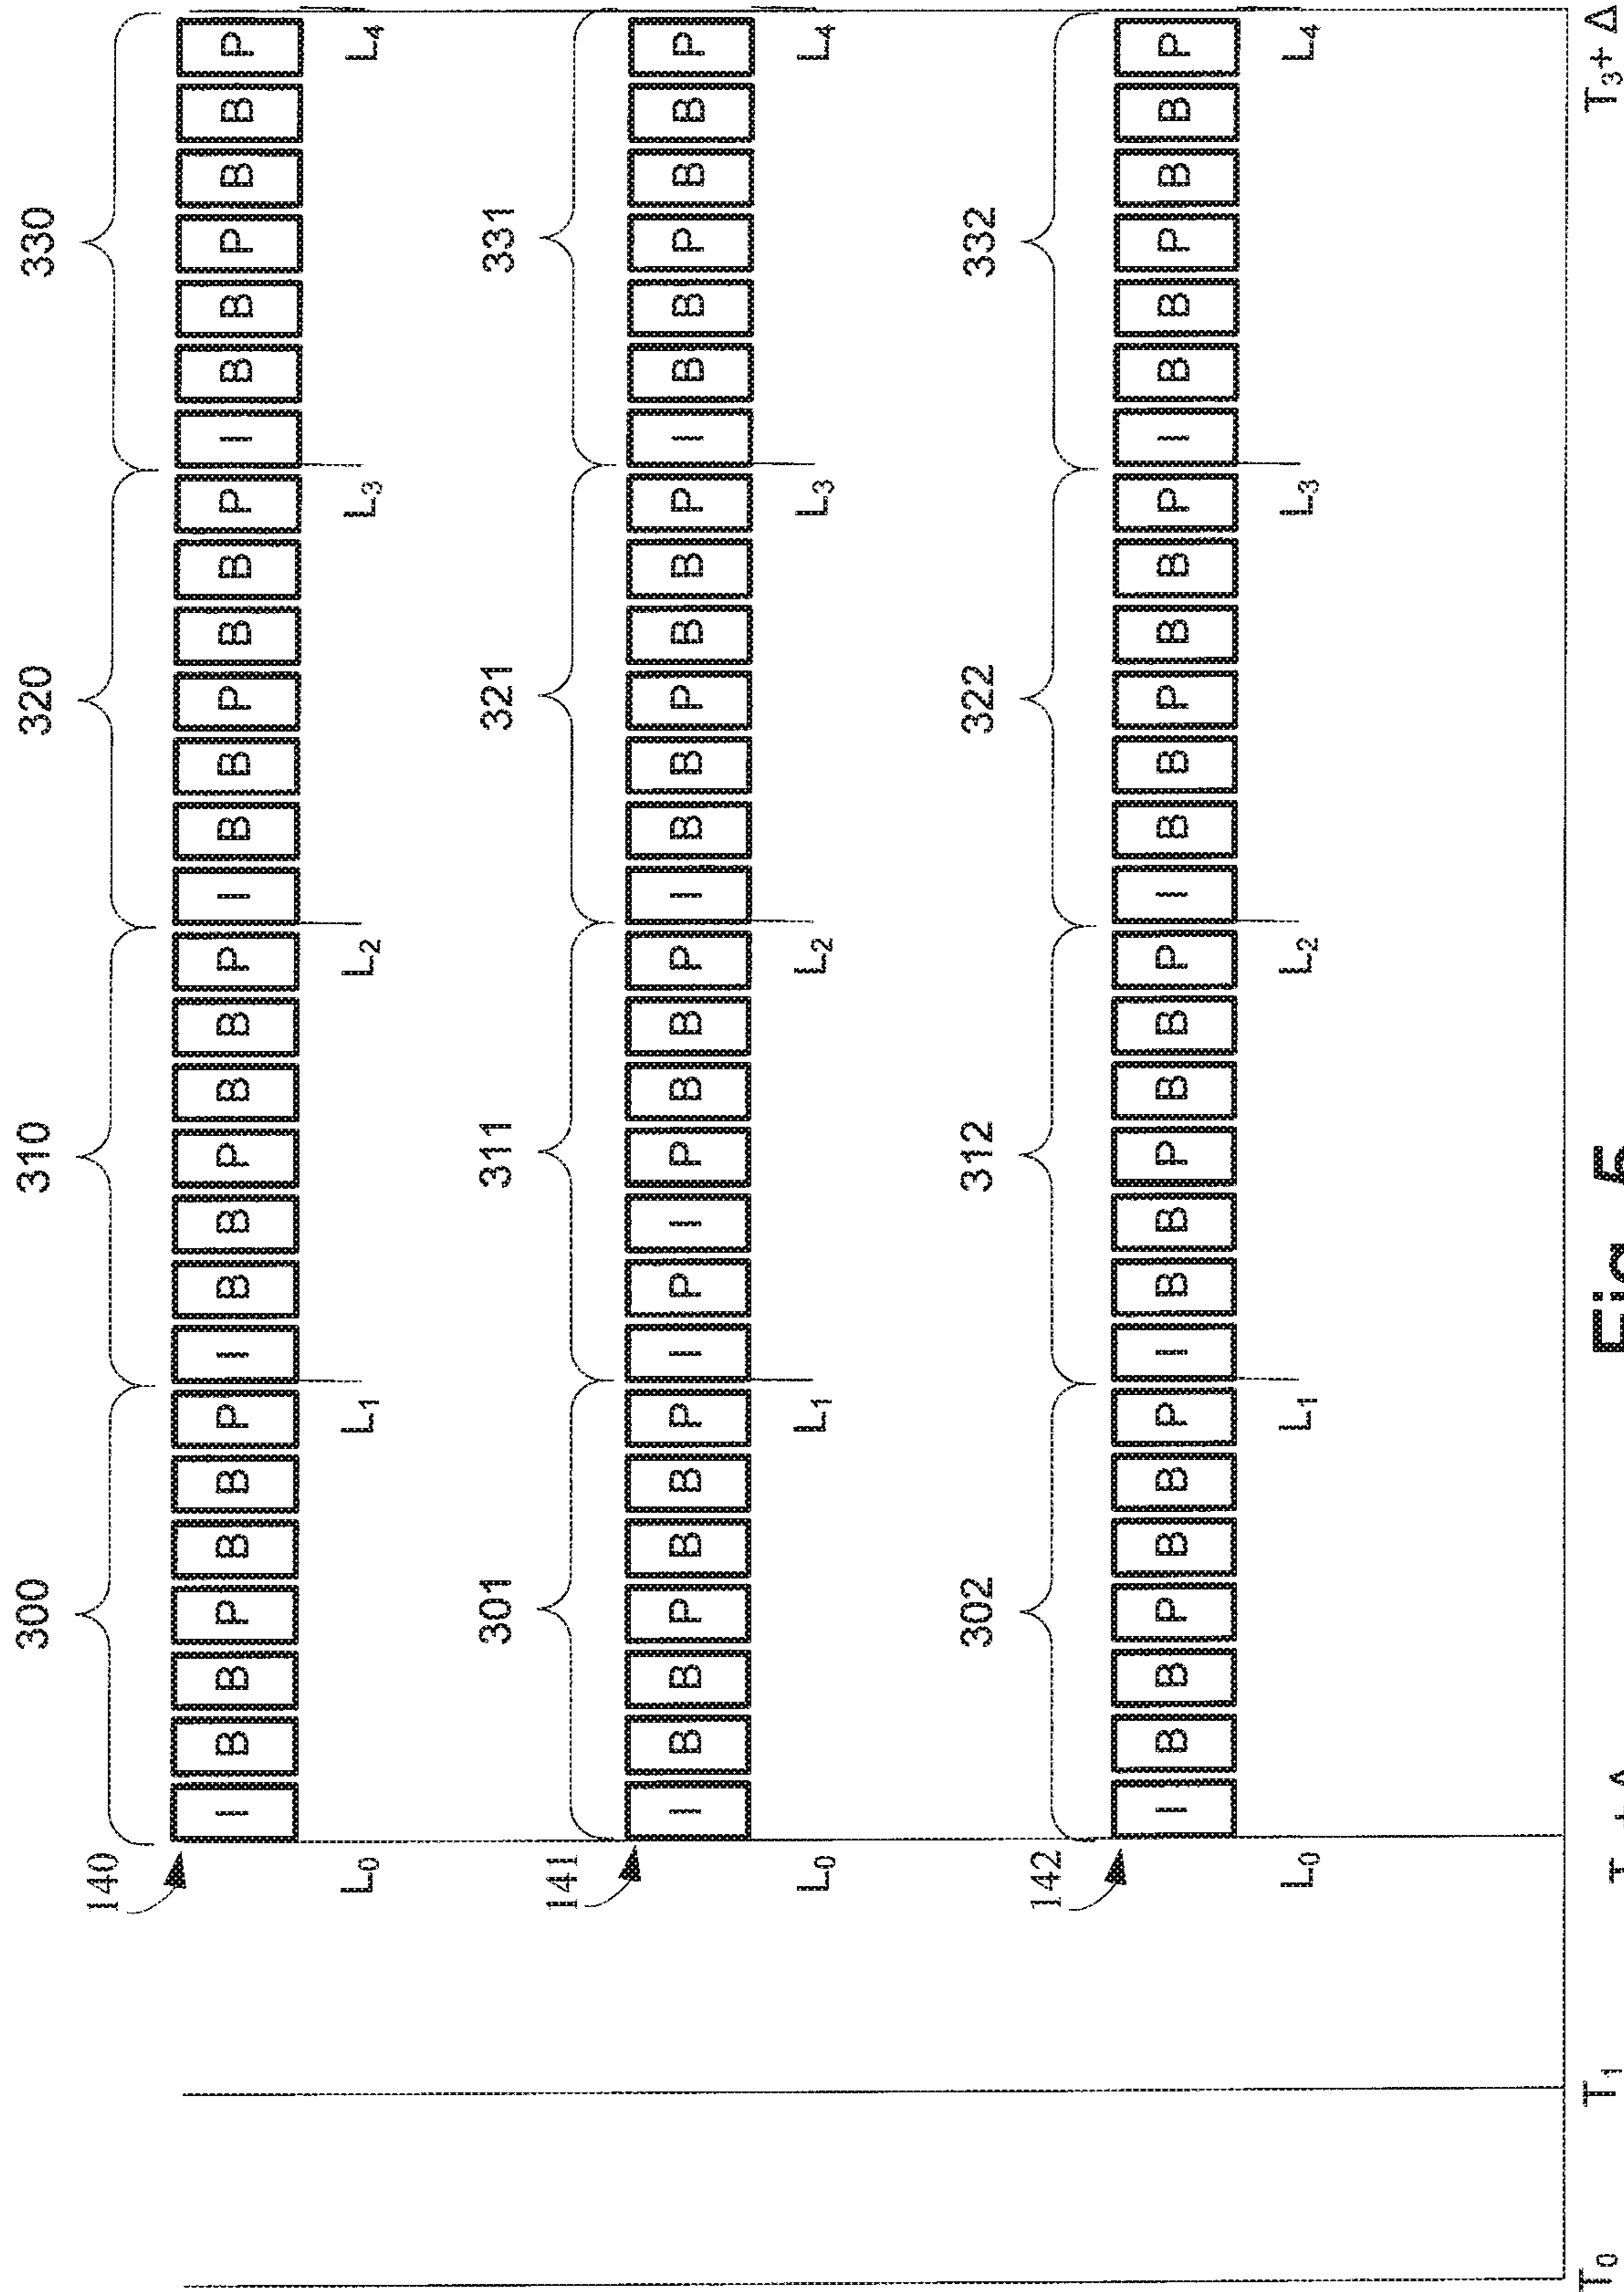 300 310 320 330
140
I B B P B B P I B B P B B P I B B P B B P I B B P B B P
L₀ L₁ L₂ L₃ L₄
301 311 321 331
141
I B B P B B P I P I P B B P I B B P B B P I B B P B B P
L₀ L₁ L₂ L₃ L₄
302 312 322 332
142
I B B P B B P I B B P B B P I B B P B B P I B B P B B P
L₀ L₁ L₂ L₃ L₄
T₀ T₁ T₃+ Δ
Fig.